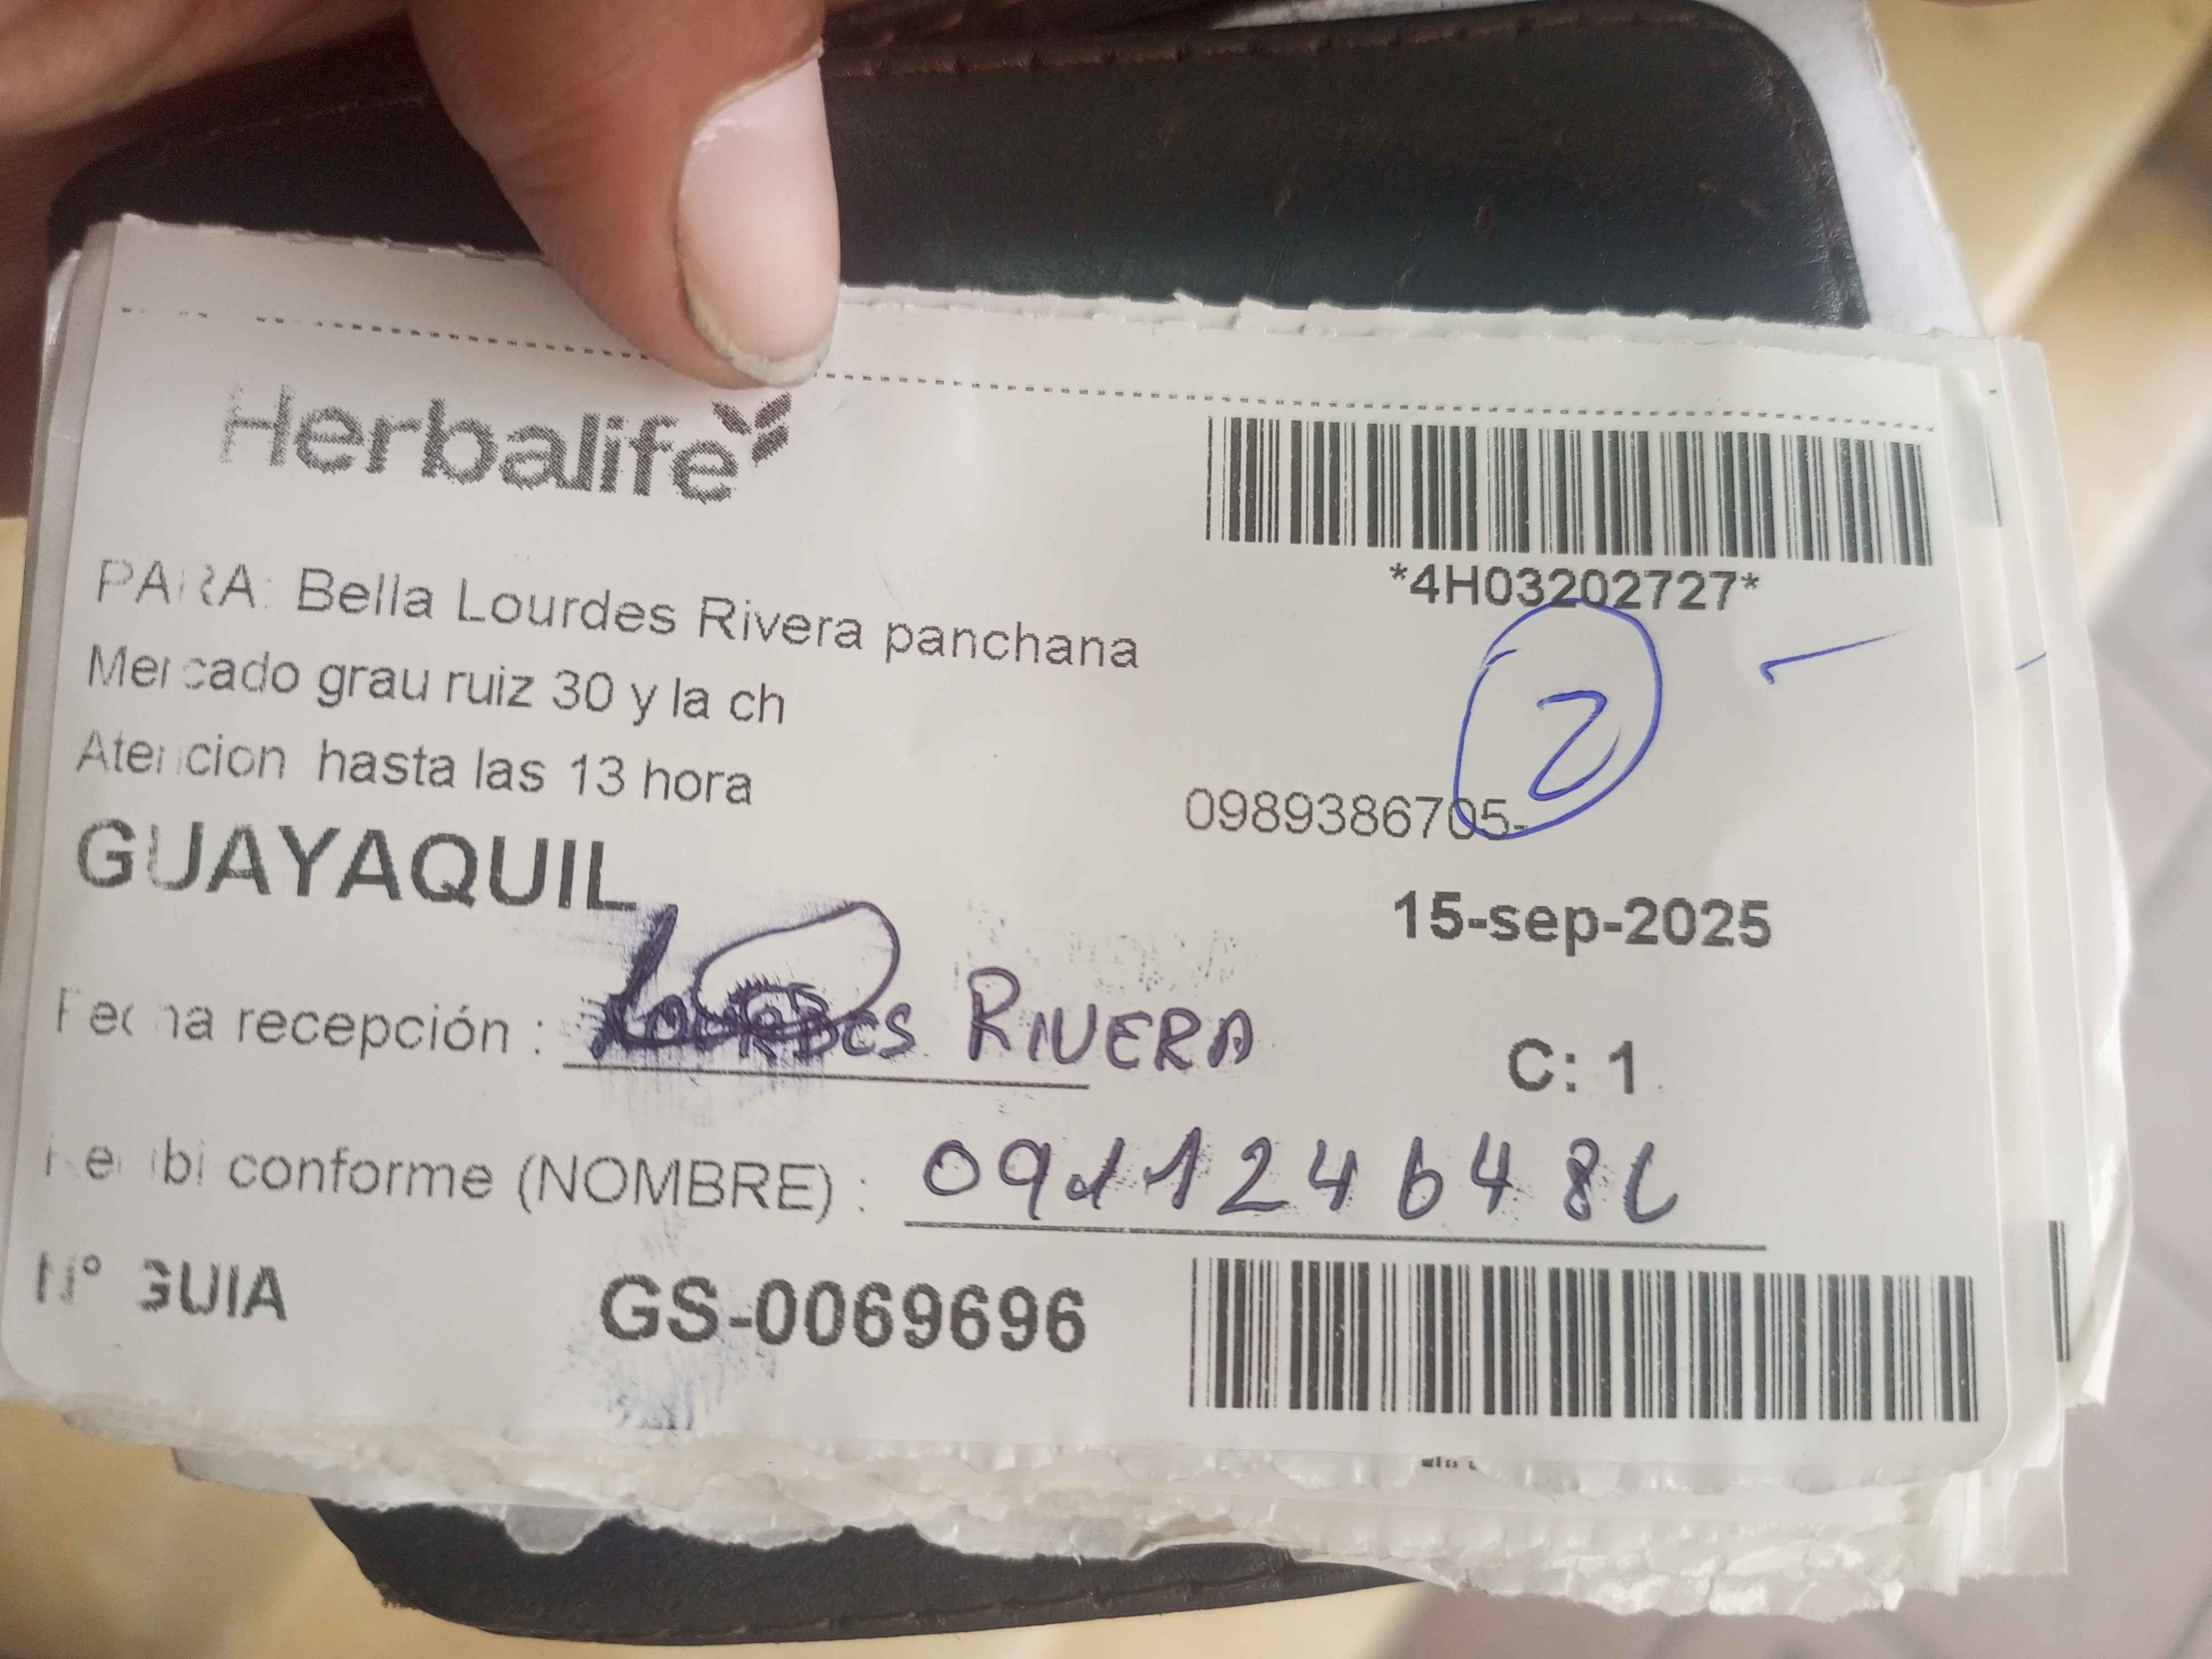 Herbalife
*4H03202727*
PARA: Bella Lourdes Rivera panchana
Mercado grau ruiz 30 y la ch
2
Atencion hasta las 13 hora
0989386705-
GUAYAQUIL
15-sep-2025
Fecha recepción : LOURDES RIVERA
C: 1
Recibi conforme (NOMBRE) :
N° GUIA GS-0069696